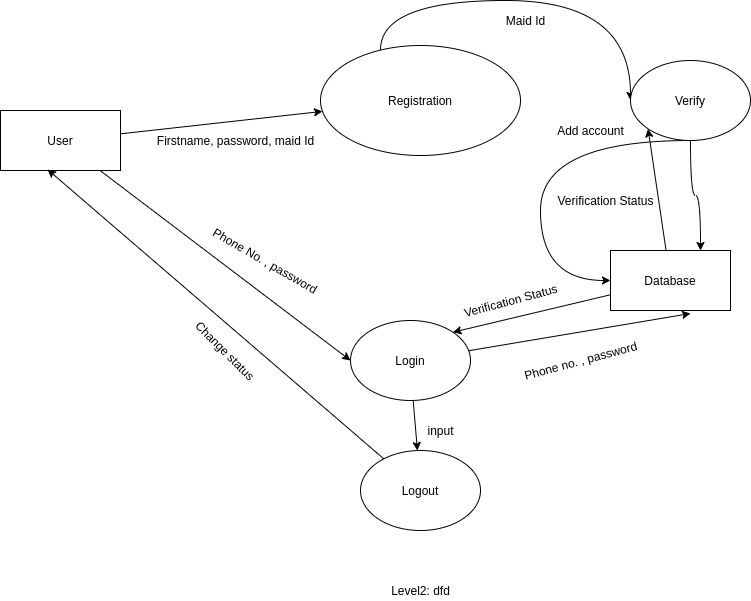 Maid Id
Registration
Verify
User
Firstname, password, maid Id
Add account
Verification Status
Phone No. , password
Database
Verification Status
Change status
Login
Phone no. , password
input
Logout
Level2: dfd